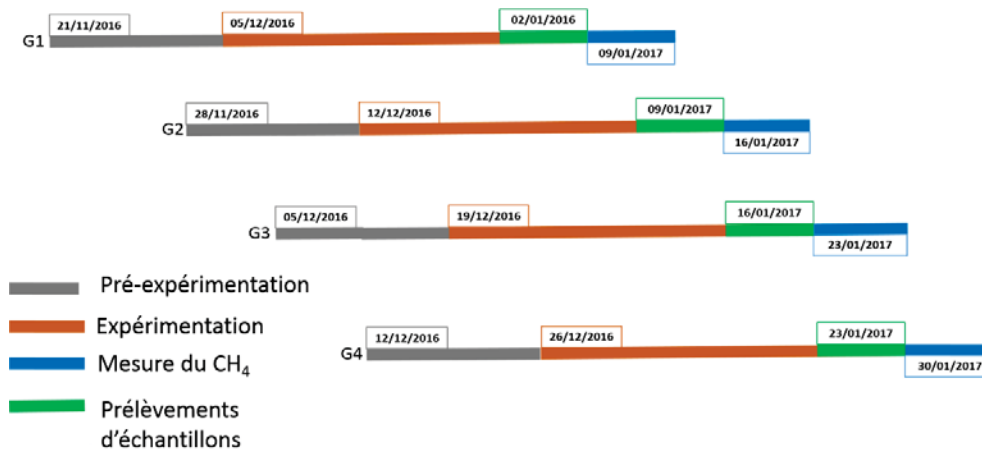 21/11/2016
05/12/2016
02/01/2016
G1
09/01/2017
28/11/2016
12/12/2016
09/01/2017
G2
16/01/2017
05/12/2016
19/12/2016
16/01/2017
G3
23/01/2017
Pré-expérimentation
Expérimentation
Mesure du CH₄
Prélèvements
d'échantillons
12/12/2016
26/12/2016
23/01/2017
G4
30/01/2017